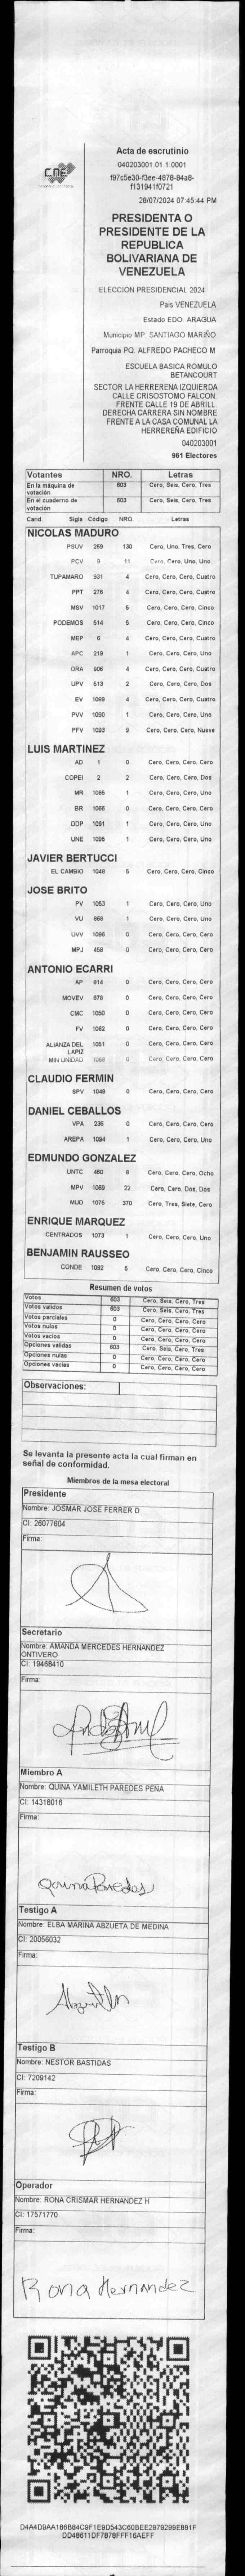 CNE
Acta de escrutinio
040203001.01.1.0001
f97c5e30-f3ee-4878-84a8-
f131941f0721
28/07/2024 07:45:44 PM
PRESIDENTA O
PRESIDENTE DE LA
REPUBLICA
BOLIVARIANA DE
VENEZUELA
ELECCIÓN PRESIDENCIAL 2024
Pais VENEZUELA
Estado EDO. ARAGUA
Municipio MP. SANTIAGO MARIÑO
Parroquia PQ. ALFREDO PACHECO M
ESCUELA BASICA ROMULO
BETANCOURT
SECTOR LA HERRERENA IZQUIERDA
CALLE CRISOSTOMO FALCON.
FRENTE CALLE 19 DE ABRILL.
DERECHA CARRERA SIN NOMBRE
FRENTE A LA CASA COMUNAL LA
HERREREÑA EDIFICIO
040203001
961 Electores
Votantes NRO. Letras
En la máquina de votación 603 Cero, Seis, Cero, Tres
En el cuaderno de votación 603 Cero, Seis, Cero, Tres
Cand. Sigla Código NRO. Letras
NICOLAS MADURO
PSUV 269 130 Cero, Uno, Tres, Cero
PCV 9 11 Cero, Cero, Uno, Uno
TUPAMARO 931 4 Cero, Cero, Cero, Cuatro
PPT 276 4 Cero, Cero, Cero, Cuatro
MSV 1017 5 Cero, Cero, Cero, Cinco
PODEMOS 514 5 Cero, Cero, Cero, Cinco
MEP 6 4 Cero, Cero, Cero, Cuatro
APC 219 1 Cero, Cero, Cero, Uno
ORA 906 4 Cero, Cero, Cero, Cuatro
UPV 513 2 Cero, Cero, Cero, Dos
EV 1089 4 Cero, Cero, Cero, Cuatro
PVV 1090 1 Cero, Cero, Cero, Uno
PFV 1093 9 Cero, Cero, Cero, Nueve
LUIS MARTINEZ
AD 1 0 Cero, Cero, Cero, Cero
COPEI 2 2 Cero, Cero, Cero, Dos
MR 1065 1 Cero, Cero, Cero, Uno
BR 1066 0 Cero, Cero, Cero, Cero
DDP 1091 1 Cero, Cero, Cero, Uno
UNE 1095 1 Cero, Cero, Cero, Uno
JAVIER BERTUCCI
EL CAMBIO 1048 5 Cero, Cero, Cero, Cinco
JOSE BRITO
PV 1053 1 Cero, Cero, Cero, Uno
VU 868 1 Cero, Cero, Cero, Uno
UVV 1096 0 Cero, Cero, Cero, Cero
MPJ 458 0 Cero, Cero, Cero, Cero
ANTONIO ECARRI
AP 614 0 Cero, Cero, Cero, Cero
MOVEV 878 0 Cero, Cero, Cero, Cero
CMC 1050 0 Cero, Cero, Cero, Cero
FV 1062 0 Cero, Cero, Cero, Cero
ALIANZA DEL LAPIZ 1051 0 Cero, Cero, Cero, Cero
MIN UNIDAD 0 Cero, Cero, Cero, Cero
CLAUDIO FERMIN
SPV 1049 0 Cero, Cero, Cero, Cero
DANIEL CEBALLOS
VPA 236 0 Cero, Cero, Cero, Cero
AREPA 1094 1 Cero, Cero, Cero, Uno
EDMUNDO GONZALEZ
UNTC 460 8 Cero, Cero, Cero, Ocho
MPV 1069 22 Cero, Cero, Dos, Dos
MUD 1075 370 Cero, Tres, Siete, Cero
ENRIQUE MARQUEZ
CENTRADOS 1073 1 Cero, Cero, Cero, Uno
BENJAMIN RAUSSEO
CONDE 1092 5 Cero, Cero, Cero, Cinco
Resumen de votos
Votos 603 Cero, Seis, Cero, Tres
Votos validos 603 Cero, Seis, Cero, Tres
Votos parciales 0 Cero, Cero, Cero, Cero
Votos nulos 0 Cero, Cero, Cero, Cero
Votos vacios 0 Cero, Cero, Cero, Cero
Opciones validas 603 Cero, Seis, Cero, Tres
Opciones nulas 0 Cero, Cero, Cero, Cero
Opciones vacias 0 Cero, Cero, Cero, Cero
Observaciones:
Se levanta la presente acta la cual firman en
señal de conformidad.
Miembros de la mesa electoral
Presidente
Nombre: JOSMAR JOSE FERRER D
CI: 26077604
Firma:
Secretario
Nombre: AMANDA MERCEDES HERNANDEZ
ONTIVERO
CI: 19468410
Firma:
Miembro A
Nombre: QUINA YAMILETH PAREDES PEÑA
CI: 14318016
Firma:
Quina Paredes
Testigo A
Nombre: ELBA MARINA ABZUETA DE MEDINA
CI: 20056032
Firma:
Testigo B
Nombre: NESTOR BASTIDAS
CI: 7209142
Firma:
Operador
Nombre: RONA CRISMAR HERNANDEZ H
CI: 17571770
Firma:
Rona Hernandez
D4A4D9AA186B84C9F1E9D543C60BEE2979299E891F
DD48611DF7878FFF16AEFF